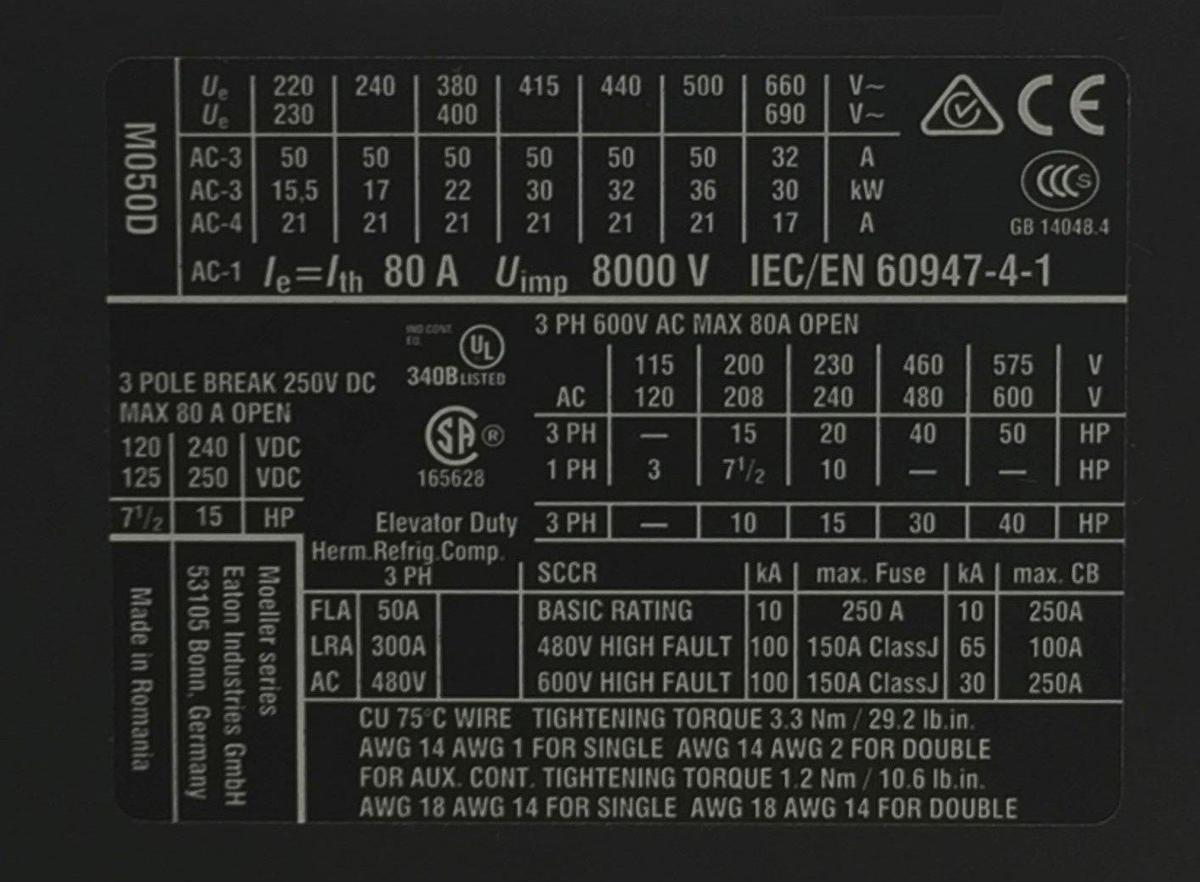 M050D
Ue 220 240 380 415 440 500 660 V~
Ue 230 400 690 V~
AC-3 50 50 50 50 50 50 32 A
AC-3 15,5 17 22 30 32 36 30 kW
AC-4 21 21 21 21 21 21 17 A
AC-1 Ie=Ith 80 A Uimp 8000 V IEC/EN 60947-4-1
CE
CCC S
GB 14048.4
3 POLE BREAK 250V DC
MAX 80 A OPEN
120 240 VDC
125 250 VDC
7½ 15 HP
IND.CONT.
EQ.
UL
340B LISTED
SA ®
165628
3 PH 600V AC MAX 80A OPEN
115 200 230 460 575 V
AC 120 208 240 480 600 V
3 PH — 15 20 40 50 HP
1 PH 3 7½ 10 — — HP
Elevator Duty 3 PH — 10 15 30 40 HP
Herm.Refrig.Comp.
3 PH
FLA 50A
LRA 300A
AC 480V
SCCR kA max. Fuse kA max. CB
BASIC RATING 10 250 A 10 250A
480V HIGH FAULT 100 150A ClassJ 65 100A
600V HIGH FAULT 100 150A ClassJ 30 250A
Moeller series
Eaton Industries GmbH
53105 Bonn, Germany
Made in Romania
CU 75°C WIRE TIGHTENING TORQUE 3.3 Nm / 29.2 lb.in.
AWG 14 AWG 1 FOR SINGLE AWG 14 AWG 2 FOR DOUBLE
FOR AUX. CONT. TIGHTENING TORQUE 1.2 Nm / 10.6 lb.in.
AWG 18 AWG 14 FOR SINGLE AWG 18 AWG 14 FOR DOUBLE